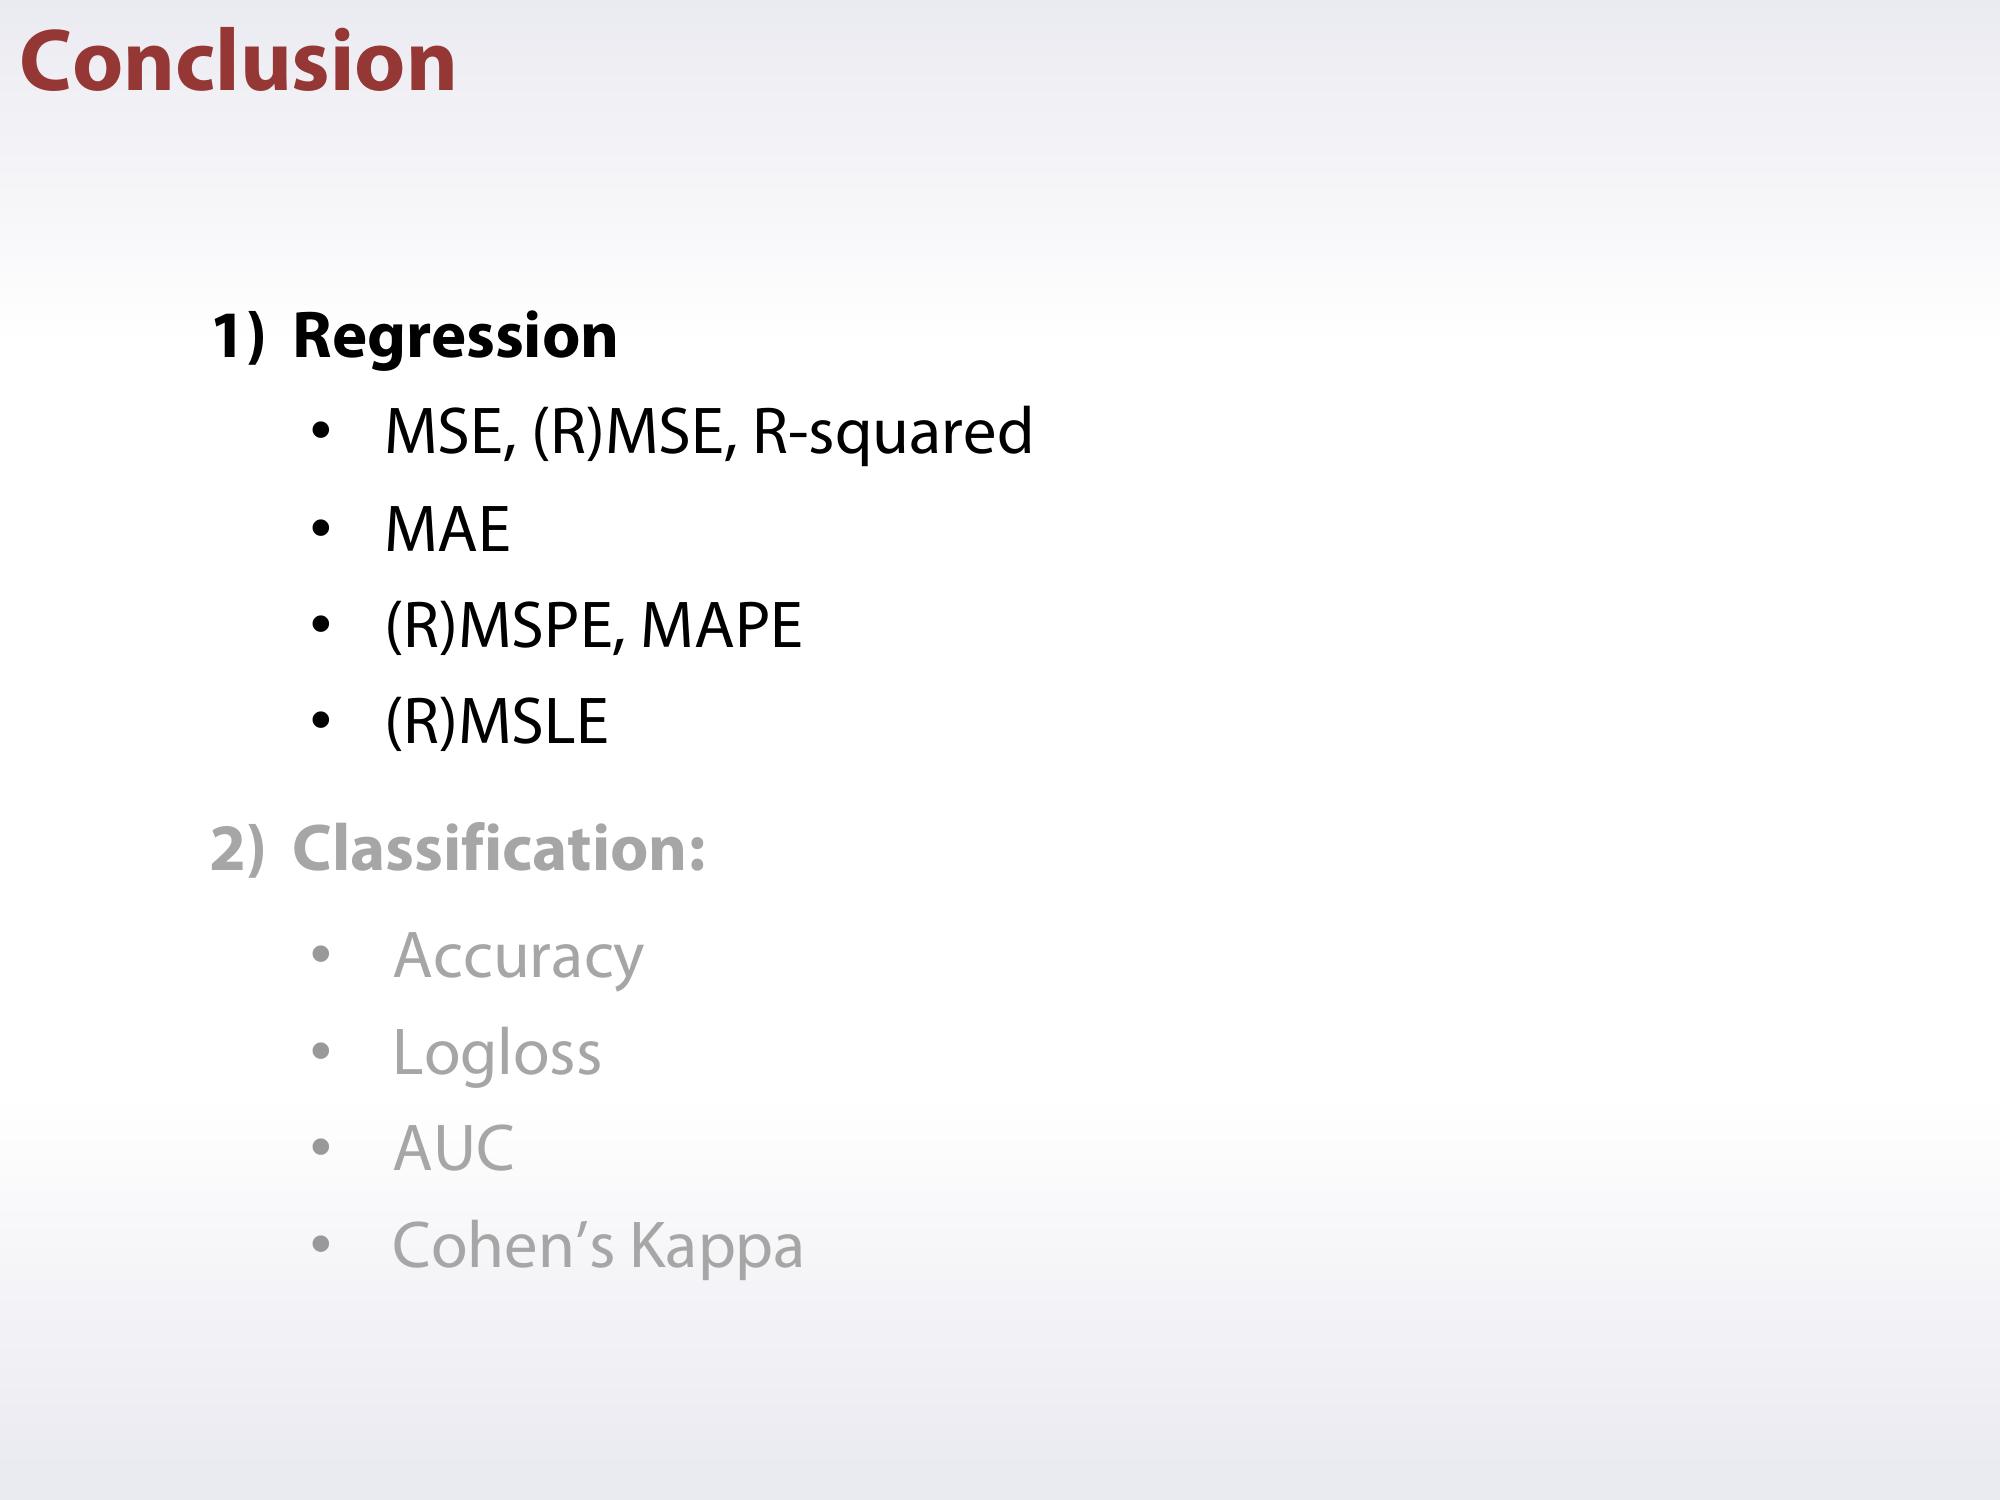 Conclusion
1) Regression
• MSE, (R)MSE, R-squared
• MAE
• (R)MSPE, MAPE
• (R)MSLE
2) Classification:
• Accuracy
• Logloss
• AUC
• Cohen’s Kappa